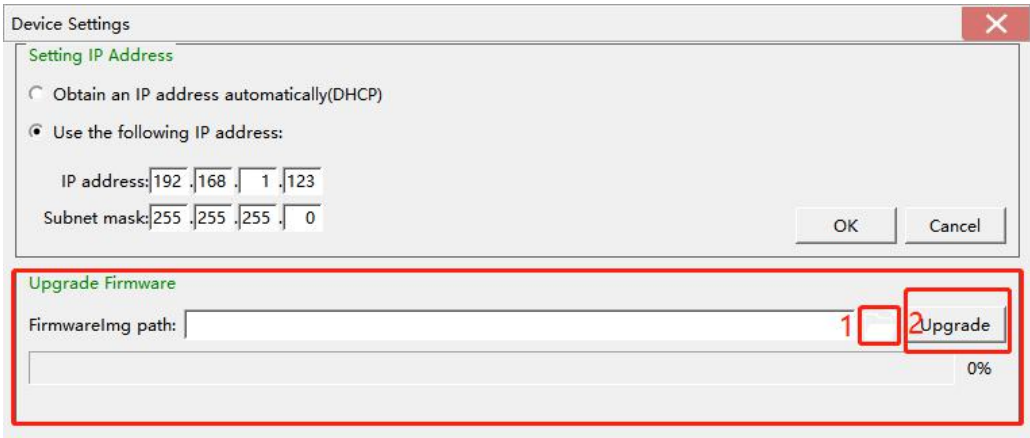 Device Settings
Setting IP Address
Obtain an IP address automatically(DHCP)
Use the following IP address:
IP address: 192 .168 . 1 .123
Subnet mask: 255 .255 .255 . 0
OK Cancel
Upgrade Firmware
FirmwareImg path: 1 2 Upgrade
0%